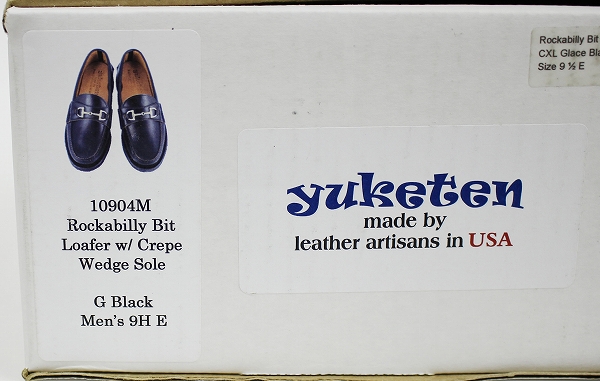 10904M
Rockabilly Bit
Loafer w/ Crepe
Wedge Sole
G Black
Men's 9H E
yuketen
made by
leather artisans in USA
Rockabilly Bit
CXL Glace
Size 9 ½ E